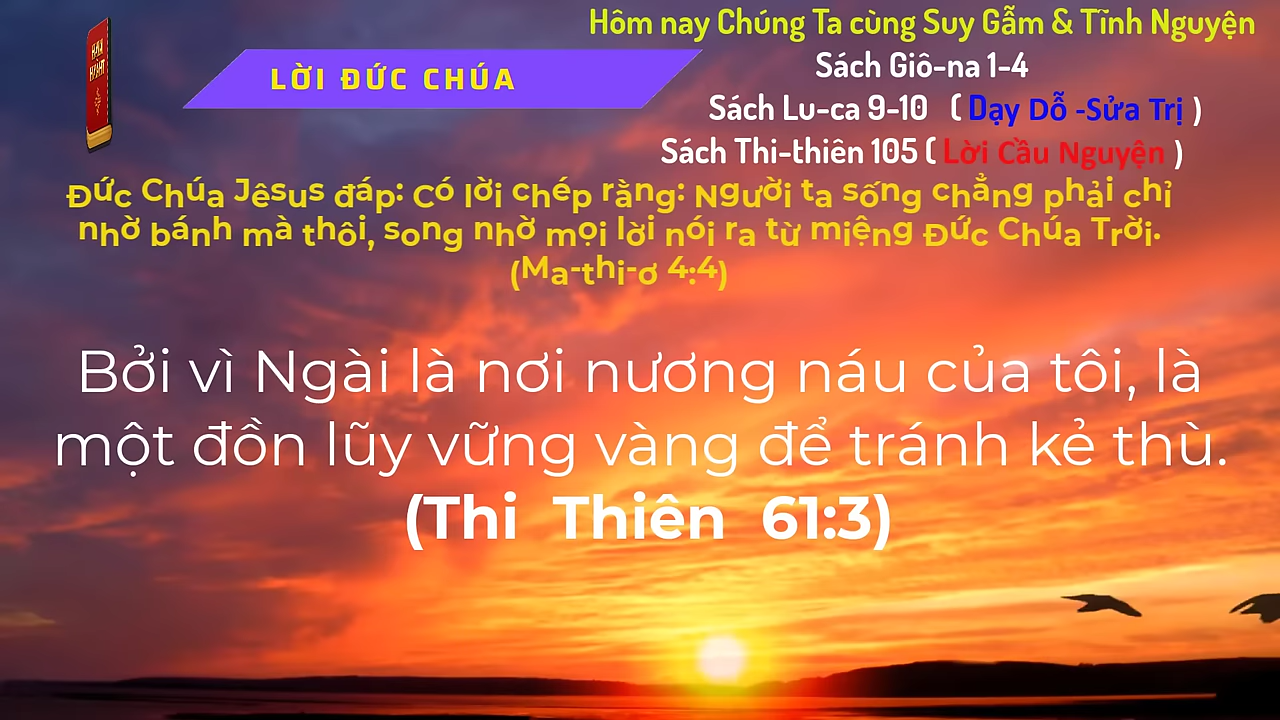 Hôm nay Chúng Ta cùng Suy Gẫm & Tĩnh Nguyện
LỜI ĐỨC CHÚA
Sách Giô-na 1-4
Sách Lu-ca 9-10 ( Dạy Dỗ -Sửa Trị )
Sách Thi-thiên 105 ( Lời Cầu Nguyện )
Đức Chúa Jêsus đáp: Có lời chép rằng: Người ta sống chẳng phải chỉ
nhờ bánh mà thôi, song nhờ mọi lời nói ra từ miệng Đức Chúa Trời.
(Ma-thi-ơ 4:4)
Bởi vì Ngài là nơi nương náu của tôi, là
một đồn lũy vững vàng để tránh kẻ thù.
(Thi Thiên 61:3)